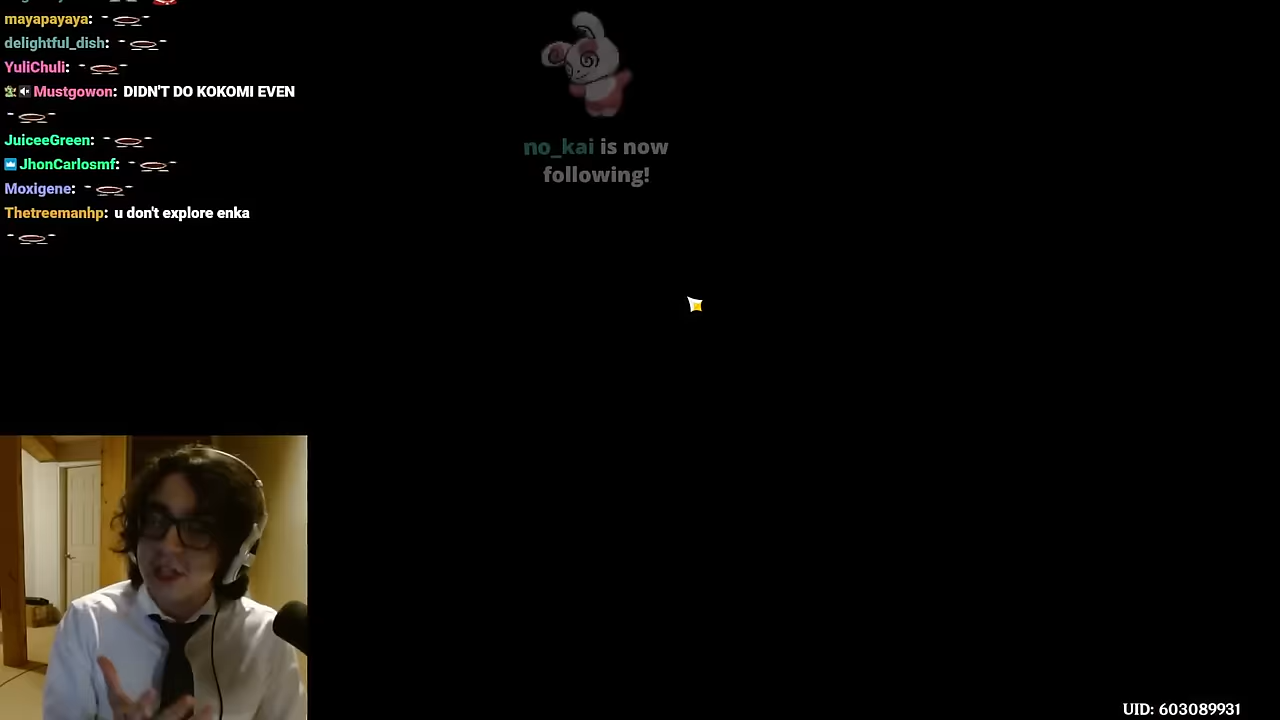 mayapayaya:
delightful_dish:
YuliChuli:
Mustgowon: DIDN'T DO KOKOMI EVEN
JuiceeGreen:
JhonCarlosmf:
Moxigene:
Thetreemanhp: u don't explore enka
no_kai is now
following!
UID: 603089931